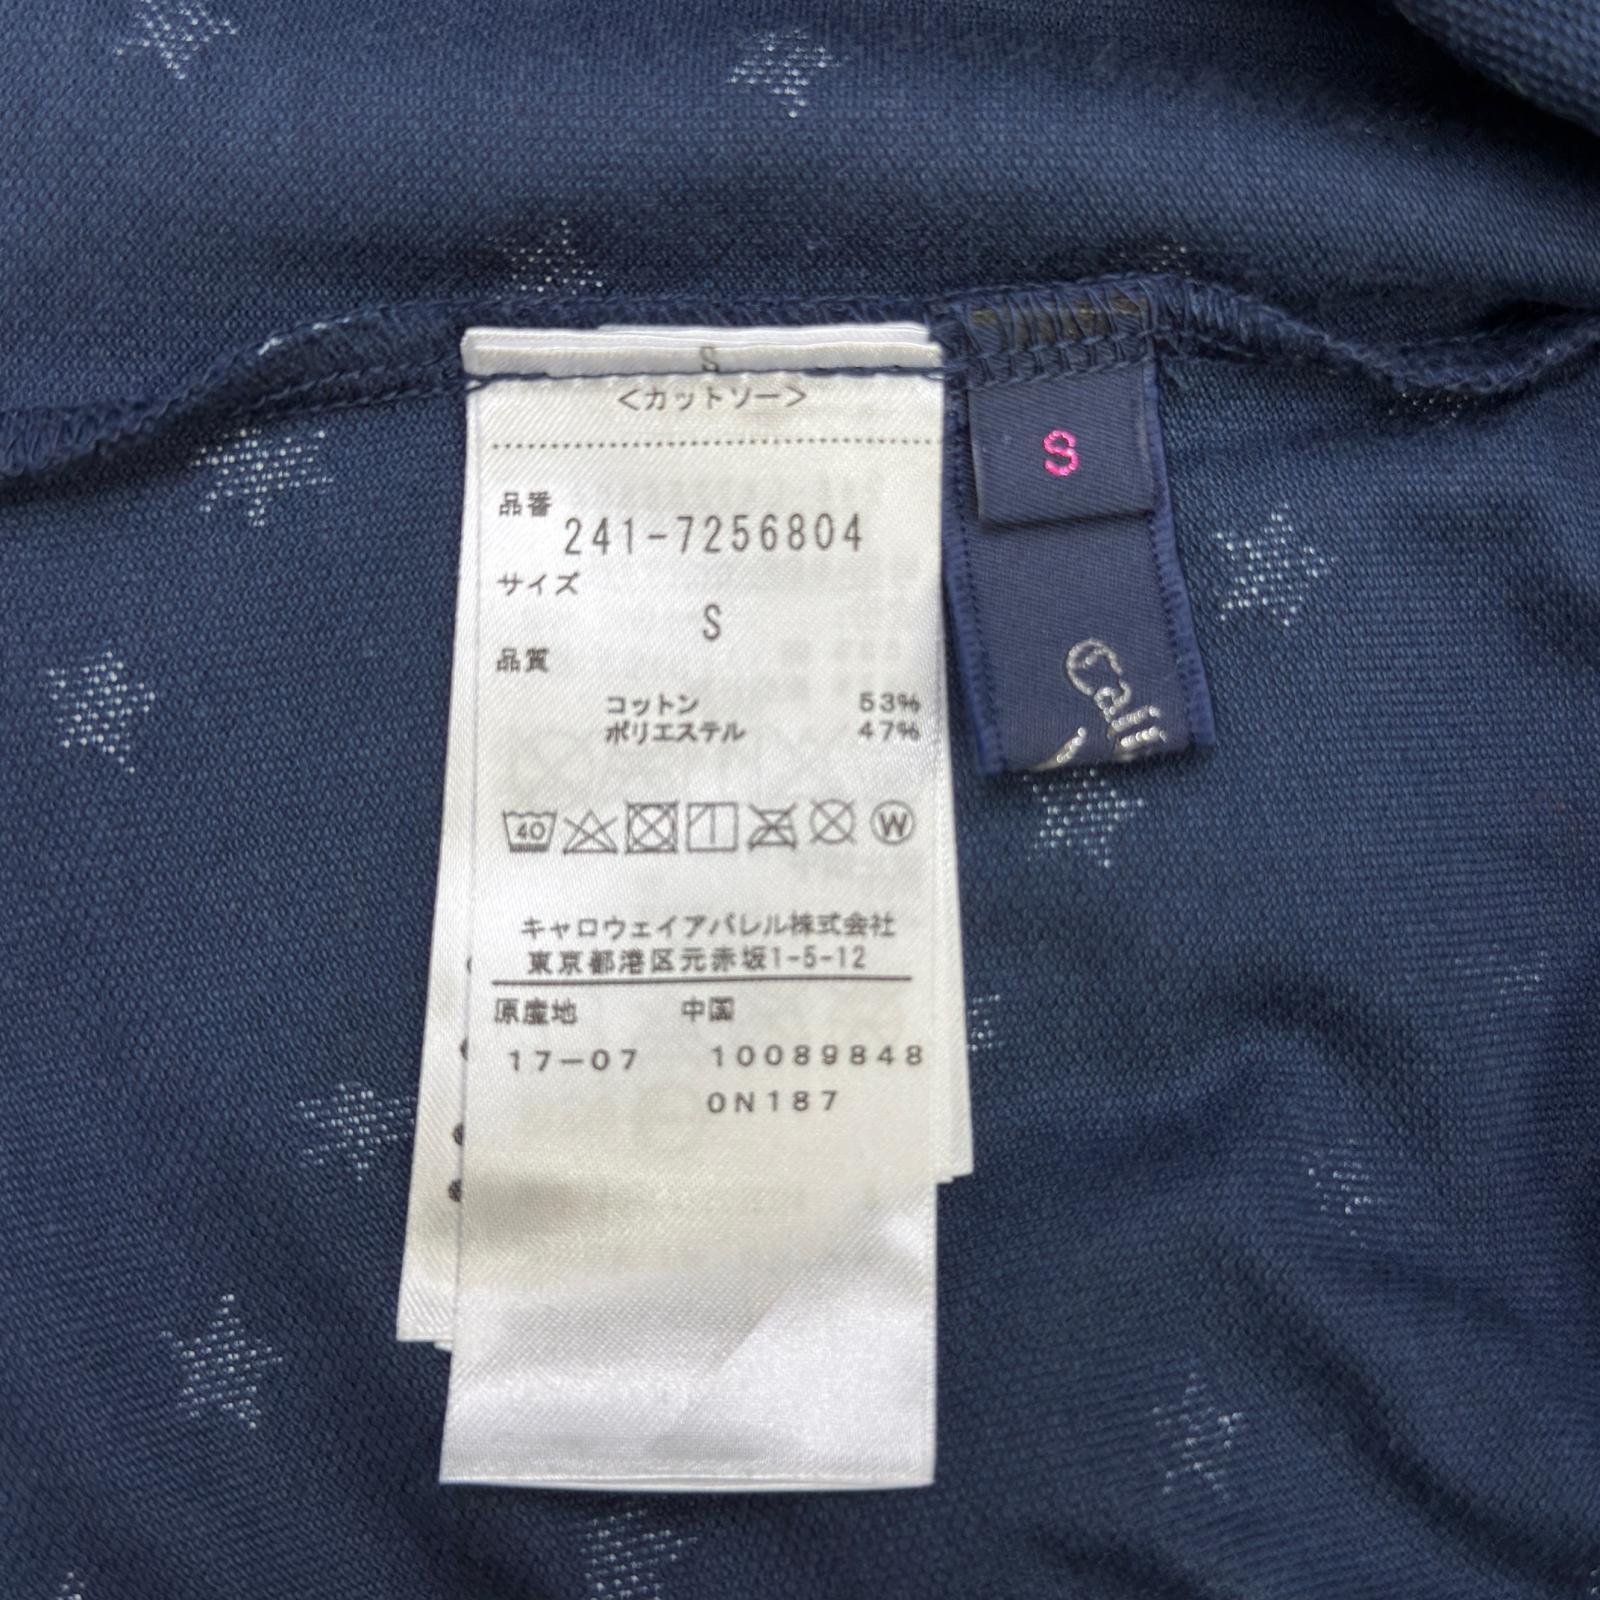 S
<カットソー>
品番
241-7256804
サイズ
S
品質
コットン 53%
ポリエステル 47%
40
W
キャロウェイアパレル株式会社
東京都港区元赤坂1-5-12
原産地 中国
17-07 10089848
0N187
S